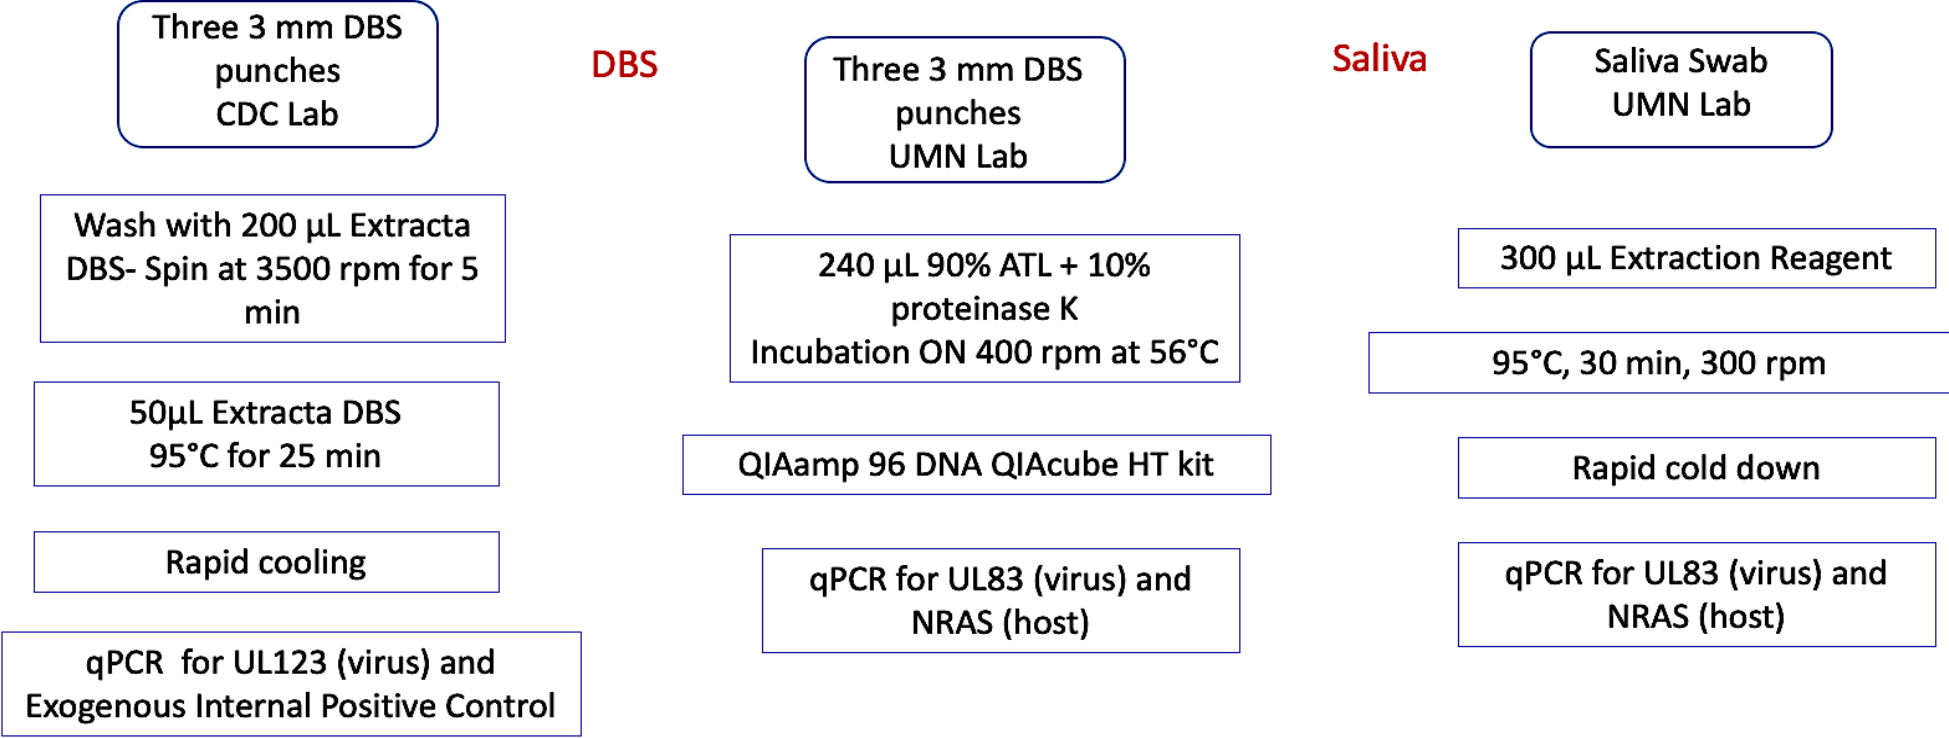 Three 3 mm DBS
punches
CDC Lab
Wash with 200 µL Extracta
DBS- Spin at 3500 rpm for 5
min
50µL Extracta DBS
95°C for 25 min
Rapid cooling
qPCR for UL123 (virus) and
Exogenous Internal Positive Control
DBS
Three 3 mm DBS
punches
UMN Lab
240 µL 90% ATL + 10%
proteinase K
Incubation ON 400 rpm at 56°C
QIAamp 96 DNA QIAcube HT kit
qPCR for UL83 (virus) and
NRAS (host)
Saliva
Saliva Swab
UMN Lab
300 µL Extraction Reagent
95°C, 30 min, 300 rpm
Rapid cold down
qPCR for UL83 (virus) and
NRAS (host)